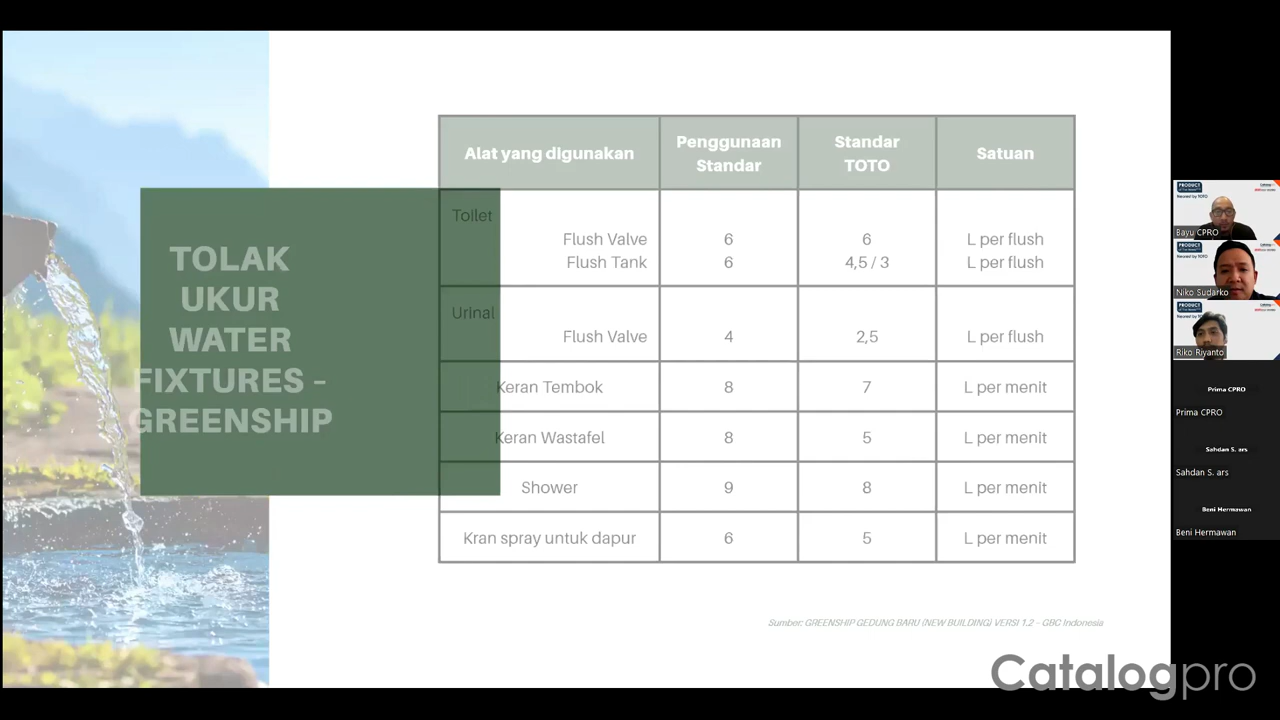 TOLAK
UKUR
WATER
FIXTURES –
GREENSHIP
Alat yang digunakan
Penggunaan
Standar
Standar
TOTO
Satuan
Toilet
Flush Valve 6 6 L per flush
Flush Tank 6 4,5 / 3 L per flush
Urinal
Flush Valve 4 2,5 L per flush
Keran Tembok 8 7 L per menit
Keran Wastafel 8 5 L per menit
Shower 9 8 L per menit
Kran spray untuk dapur 6 5 L per menit
Sumber: GREENSHIP GEDUNG BARU (NEW BUILDING) VERSI 1.2 – GBC Indonesia
Catalogpro
PRODUCT
Bayu CPRO
PRODUCT
Niko Sudarko
PRODUCT
Riko Riyanto
Prima CPRO
Prima CPRO
Sahdan S. ars
Sahdan S. ars
Beni Hermawan
Beni Hermawan